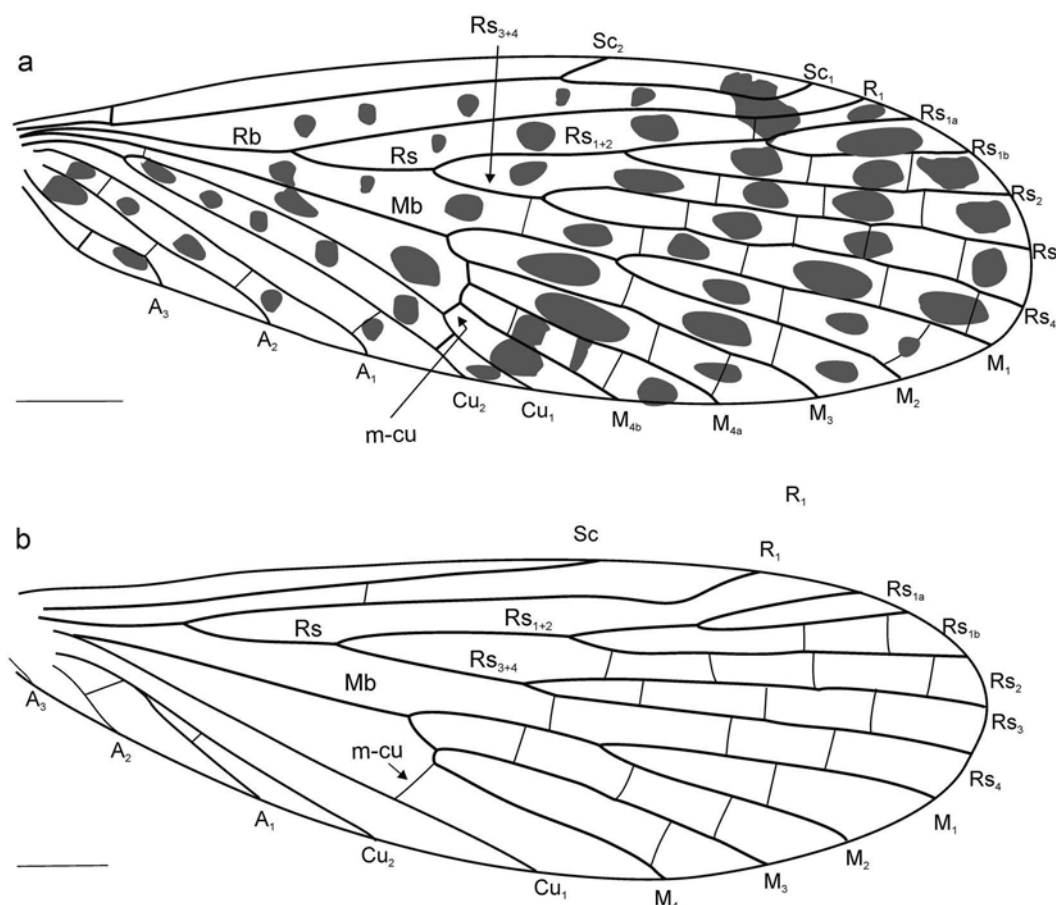 a
Rs3+4
Sc2
Sc1
R1
Rs1a
Rs1b
Rs2
Rs
Rs4
M1
M2
M3
M4a
M4b
Cu1
Cu2
m-cu
A1
A2
A3
Rb
Rs
Rs1+2
Mb
R1
b
Sc
R1
Rs1a
Rs1b
Rs2
Rs3
Rs4
M1
M2
M3
M4
Cu1
Cu2
A1
A2
A3
Rs
Rs1+2
Rs3+4
Mb
m-cu